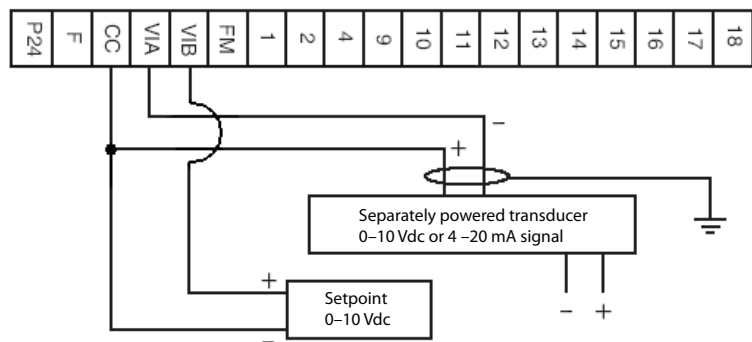 P24 F CC VIA VIB FM 1 2 4 9 10 11 12 13 14 15 16 17 18
−
+
Separately powered transducer
0–10 Vdc or 4 –20 mA signal
+
− +
Setpoint
0–10 Vdc
−